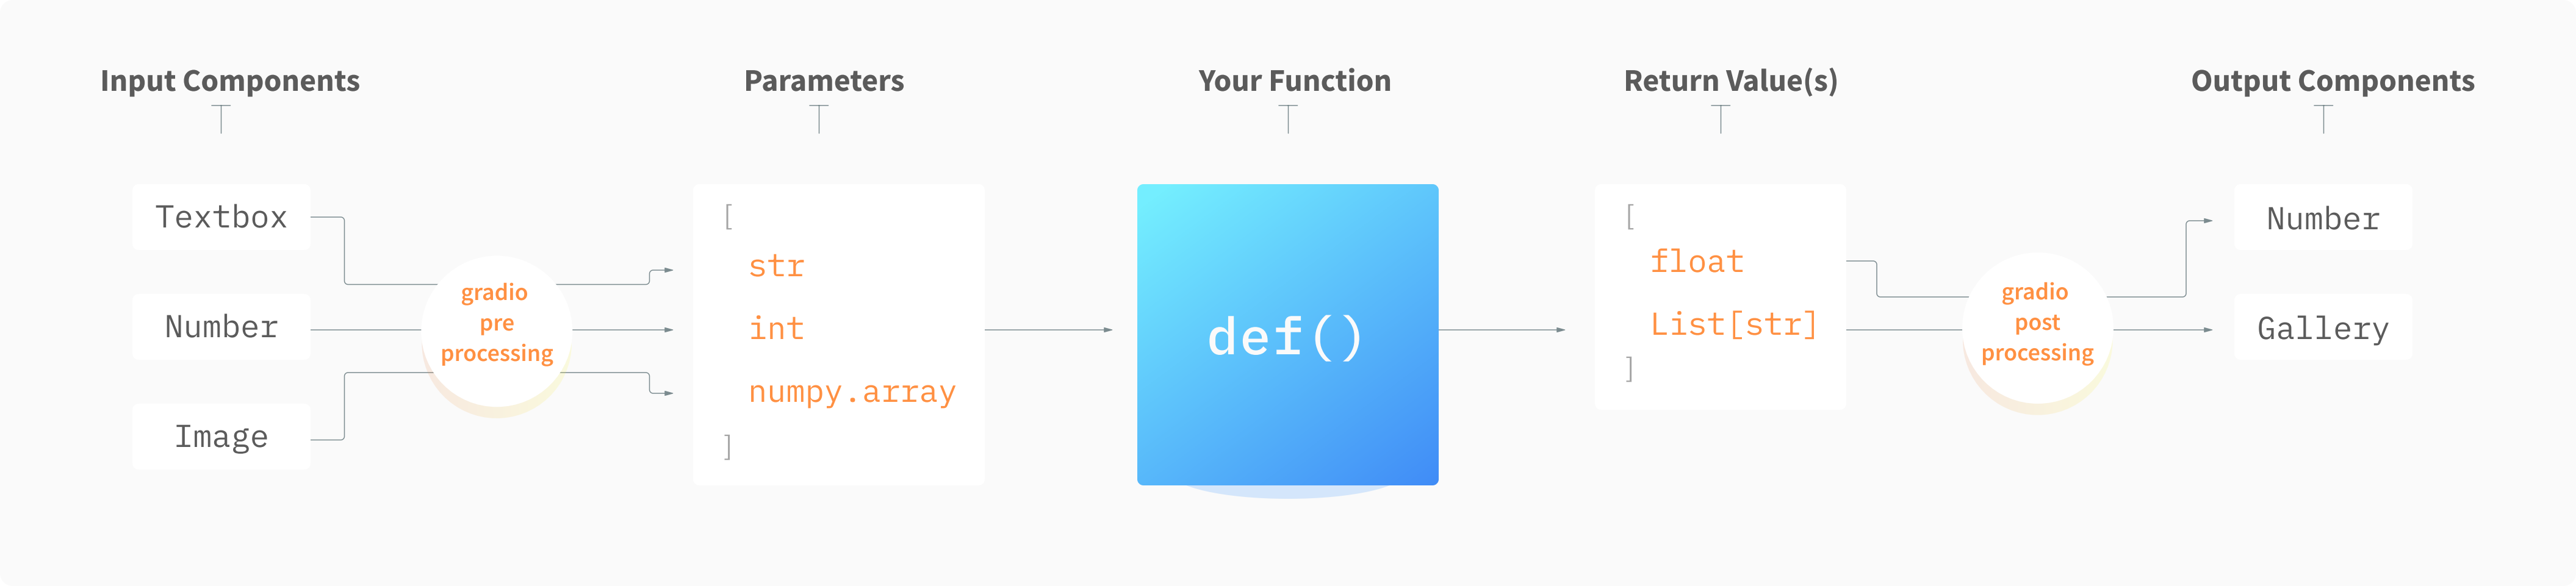 Input Components
Parameters
Your Function
Return Value(s)
Output Components
Textbox
Number
Image
gradio
pre
processing
[
str
int
numpy.array
]
def()
[
float
List[str]
]
gradio
post
processing
Number
Gallery